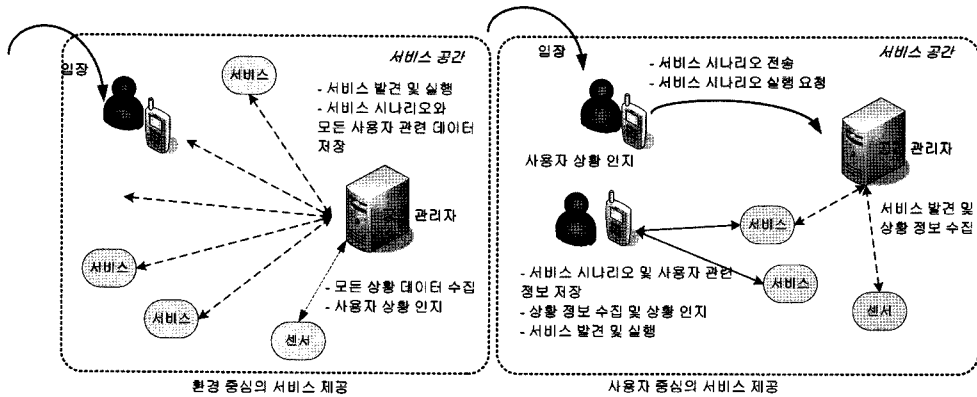 서비스 공간
입장
서비스
- 서비스 발견 및 실행
- 서비스 시나리오와
모든 사용자 관련 데이터
저장
관리자
서비스
서비스
- 모든 상황 데이터 수집
- 사용자 상황 인지
센서
환경 중심의 서비스 제공
서비스 공간
입장
- 서비스 시나리오 전송
- 서비스 시나리오 실행 요청
관리자
사용자 상황 인지
서비스 발견 및
상황 정보 수집
서비스
서비스
- 서비스 시나리오 및 사용자 관련
정보 저장
- 상황 정보 수집 및 상황 인지
- 서비스 발견 및 실행
센서
사용자 중심의 서비스 제공